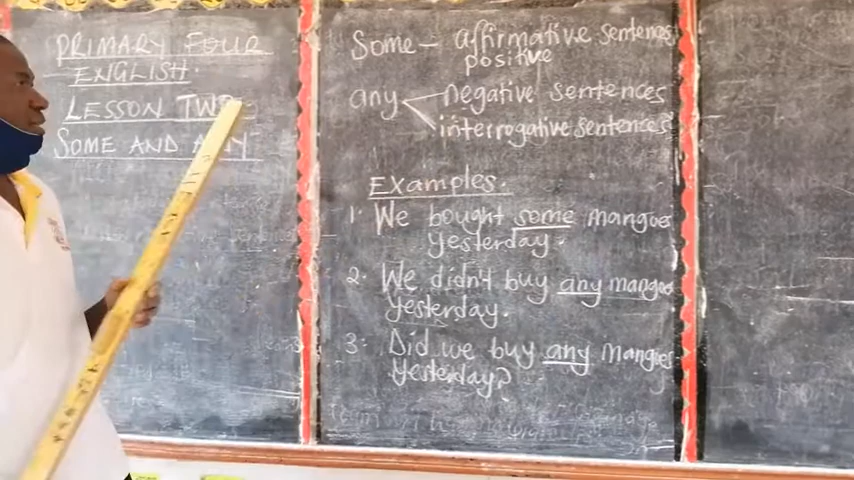 PRIMARY FOUR
ENGLISH
LESSON TWO
SOME AND Any
Some - affirmative sentences
positive
any negative sentences
interrogative sentences
Examples
1. We bought some mangoes
yesterday.
2. We didn't buy any mangoes
yesterday.
3. Did we buy any mangoes
yesterday?